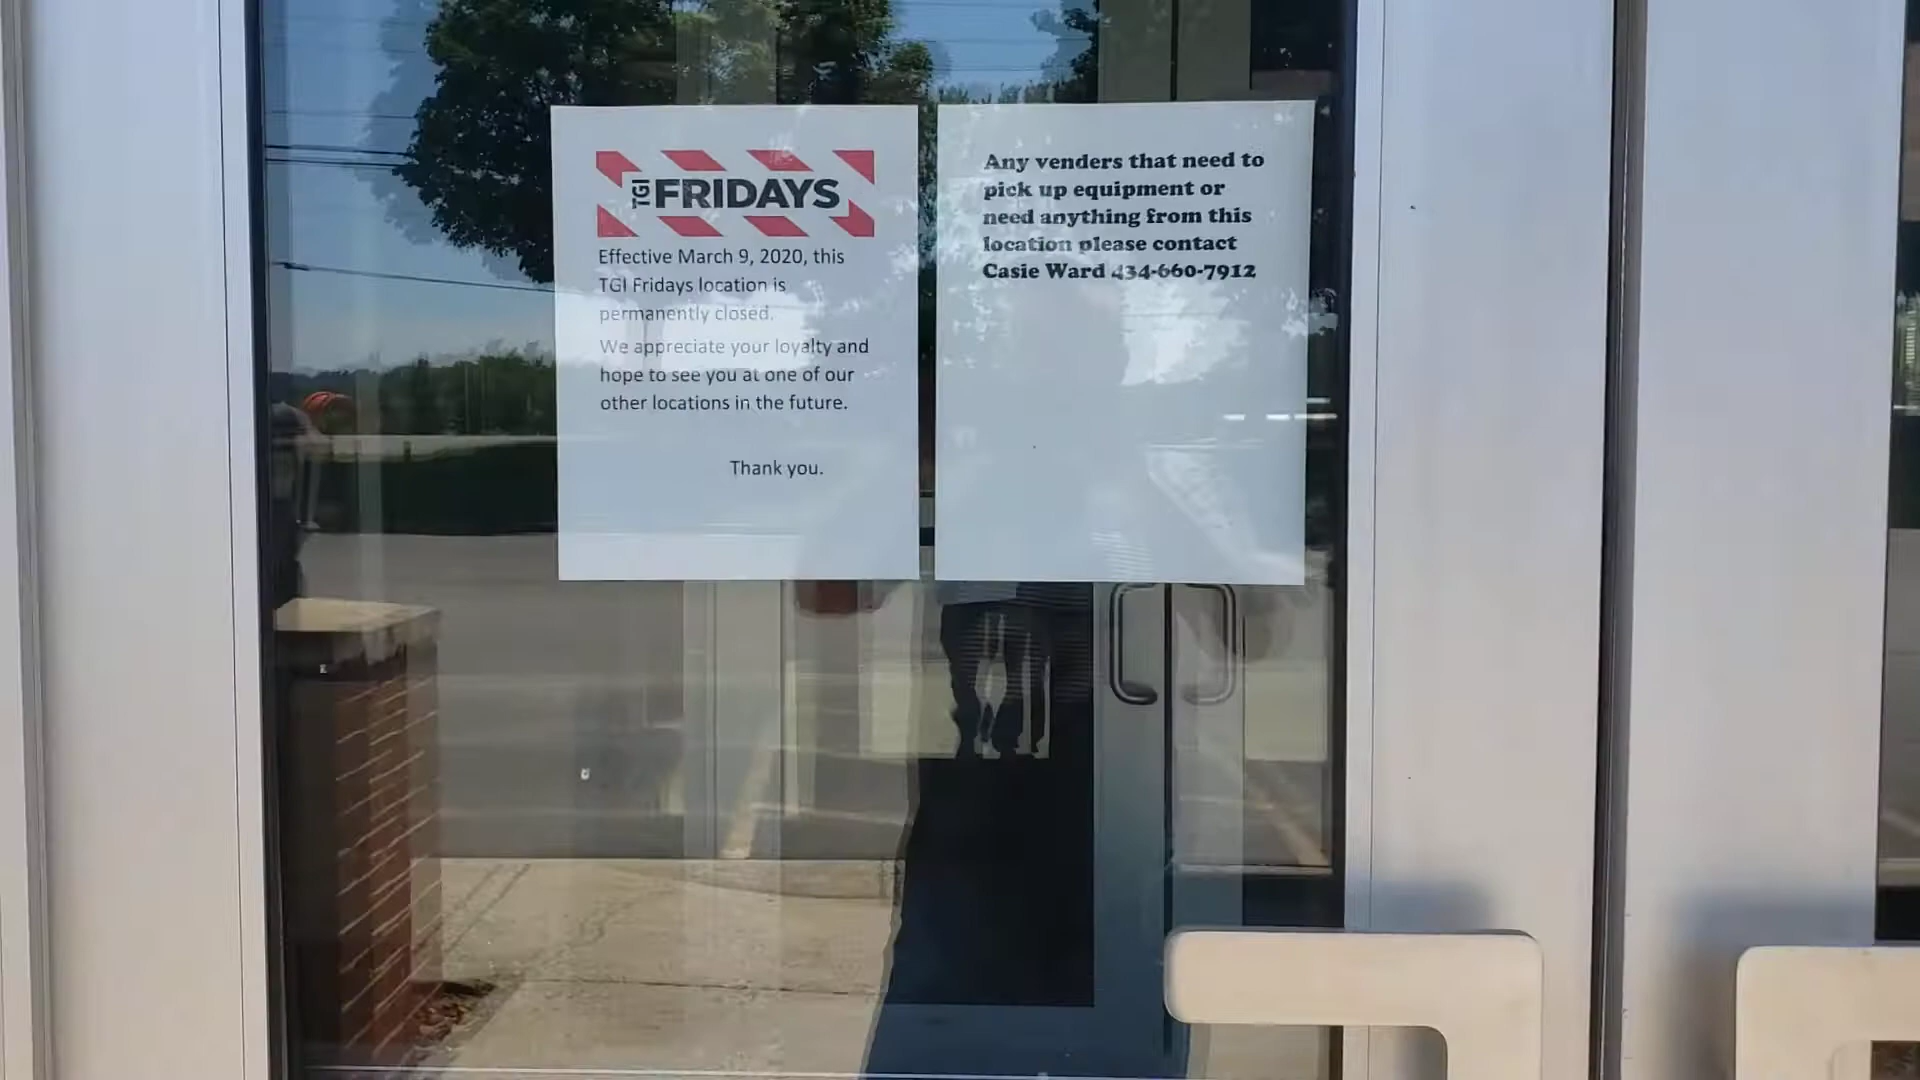 TGI FRIDAYS
Effective March 9, 2020, this
TGI Fridays location is
permanently closed.
We appreciate your loyalty and
hope to see you at one of our
other locations in the future.
Thank you.
Any venders that need to
pick up equipment or
need anything from this
location please contact
Casie Ward 434-660-7912